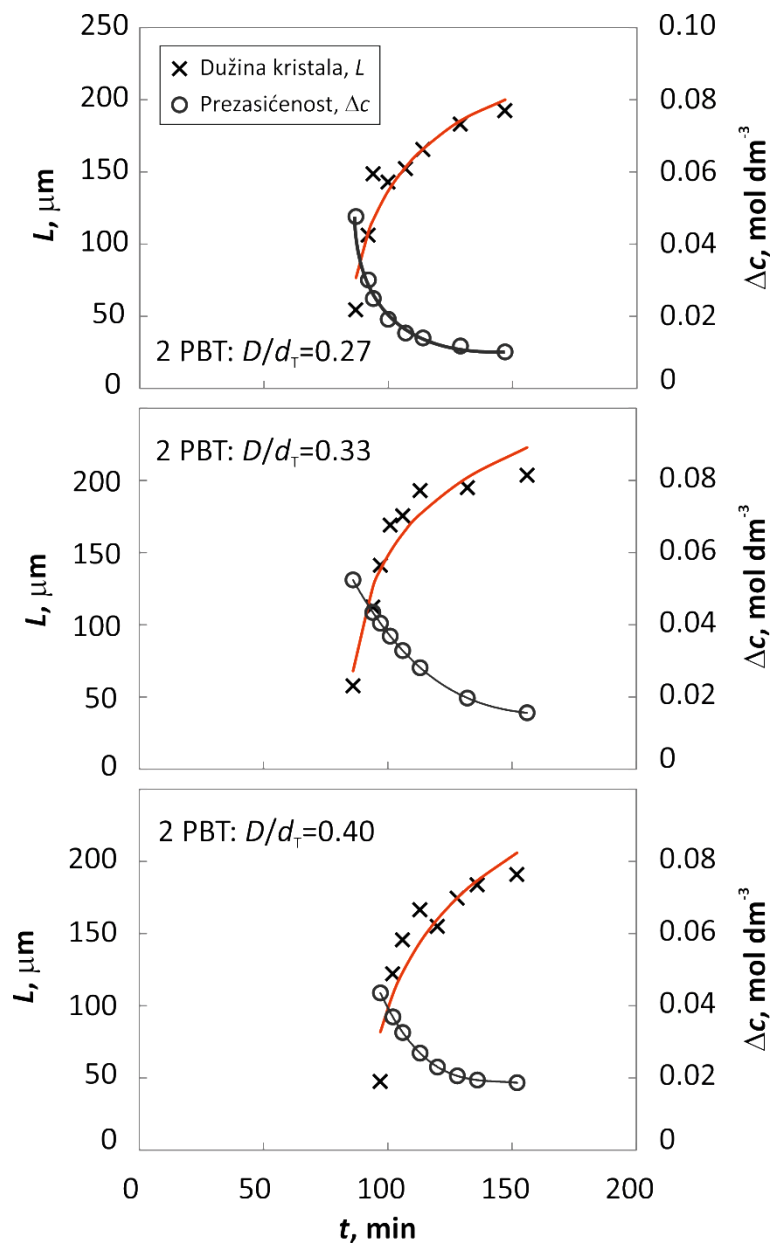 250
200
150
100
50
0
L, μm
Dužina kristala, L
Prezasićenost, Δc
2 PBT: D/dT=0.27
0.10
0.08
0.06
0.04
0.02
0
Δc, mol dm-3
200
150
100
50
0
L, μm
2 PBT: D/dT=0.33
0.08
0.06
0.04
0.02
0
Δc, mol dm-3
200
150
100
50
0
L, μm
2 PBT: D/dT=0.40
0.08
0.06
0.04
0.02
0
Δc, mol dm-3
0 50 100 150 200
t, min